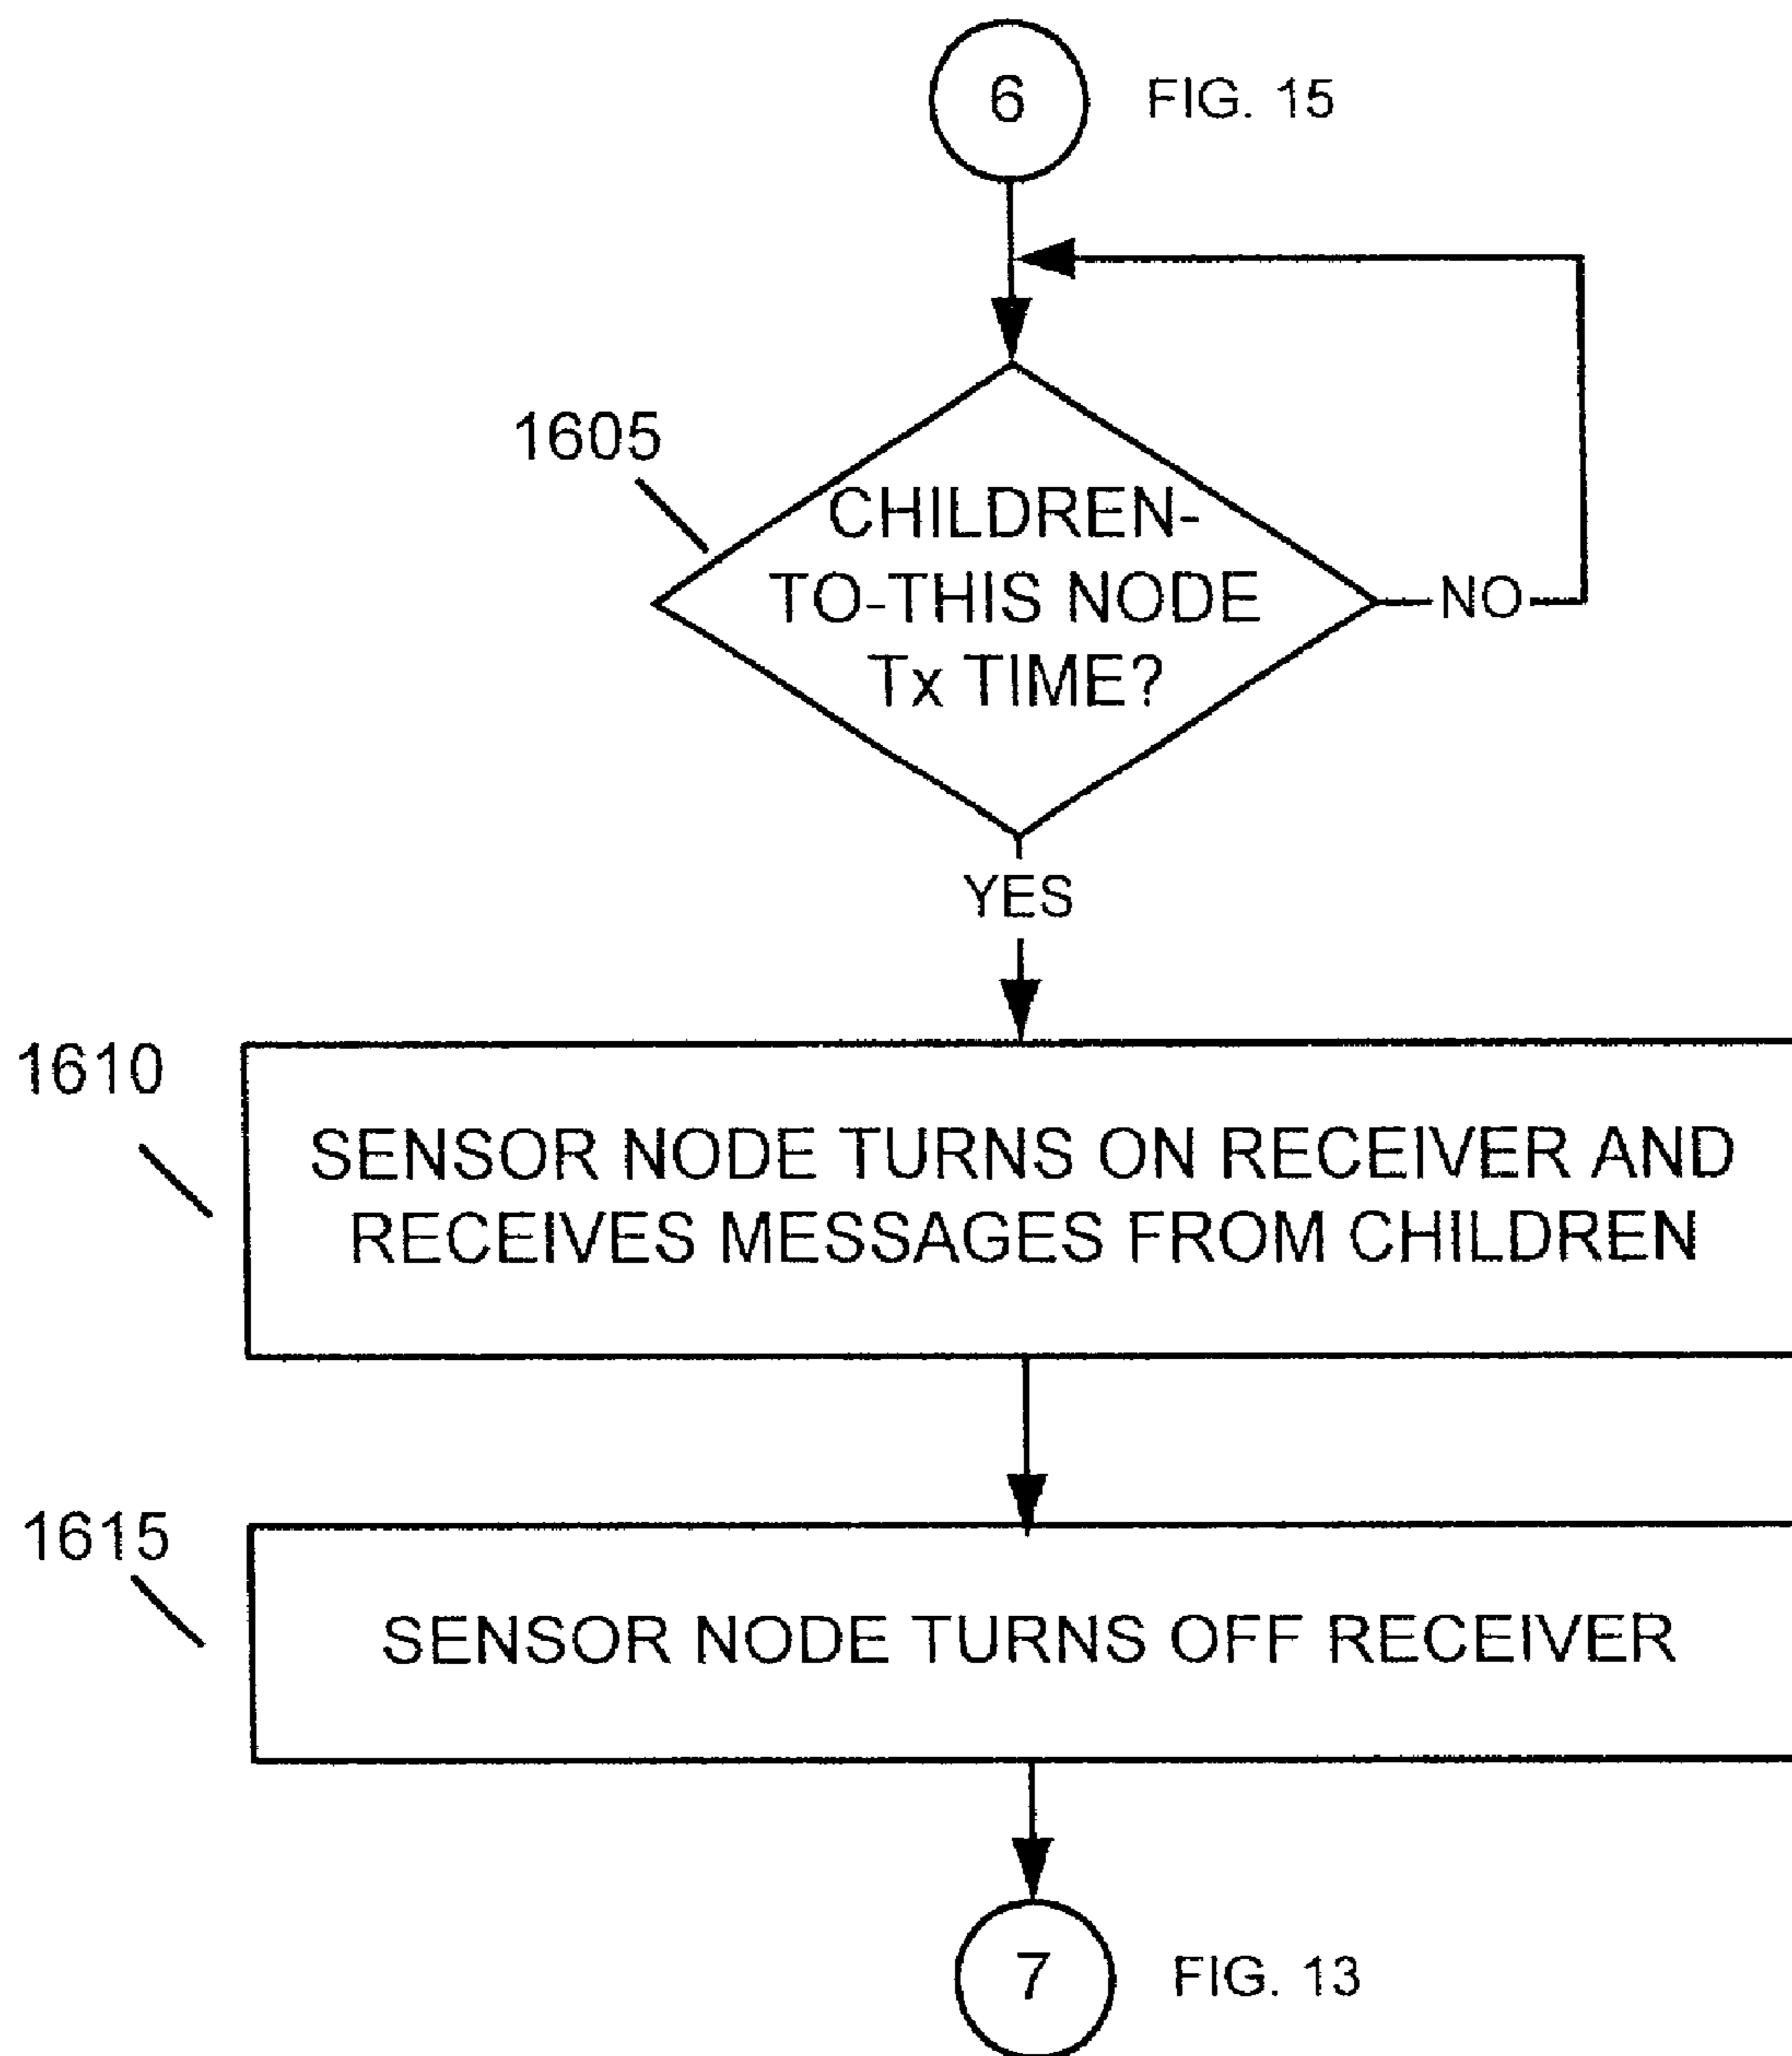 6 FIG. 15
1605
CHILDREN-
TO-THIS NODE
Tx TIME?
NO
YES
1610
SENSOR NODE TURNS ON RECEIVER AND
RECEIVES MESSAGES FROM CHILDREN
1615
SENSOR NODE TURNS OFF RECEIVER
7 FIG. 13